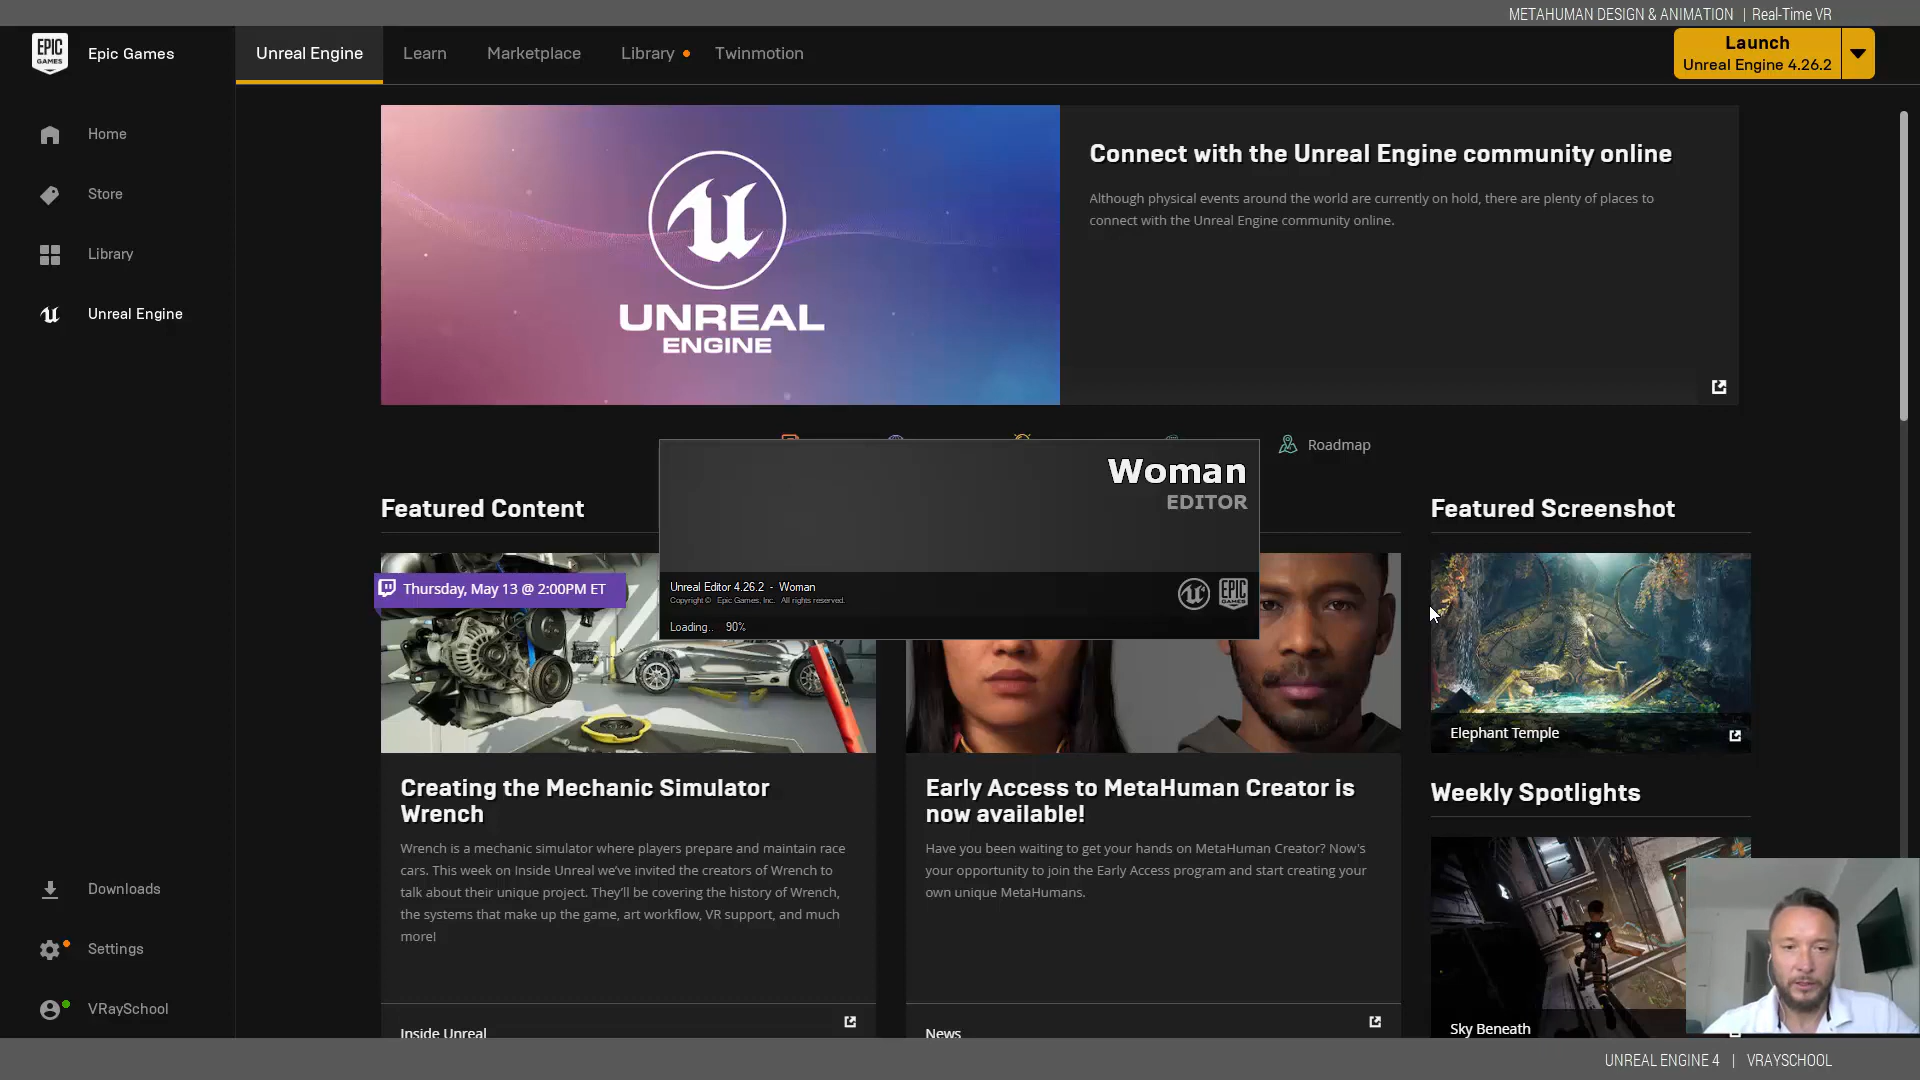 METAHUMAN DESIGN & ANIMATION | Real-Time VR
EPIC GAMES
Epic Games
Unreal Engine
Learn
Marketplace
Library
Twinmotion
Launch
Unreal Engine 4.26.2
Home
Store
Library
Unreal Engine
UNREAL
ENGINE
Connect with the Unreal Engine community online
Although physical events around the world are currently on hold, there are plenty of places to
connect with the Unreal Engine community online.
Roadmap
Featured Content
Woman
EDITOR
Unreal Editor 4.26.2 - Woman
Copyright © Epic Games, Inc. All rights reserved.
Loading.. 90%
EPIC GAMES
Thursday, May 13 @ 2:00PM ET
Creating the Mechanic Simulator
Wrench
Wrench is a mechanic simulator where players prepare and maintain race
cars. This week on Inside Unreal we've invited the creators of Wrench to
talk about their unique project. They'll be covering the history of Wrench,
the systems that make up the game, art workflow, VR support, and much
more!
Inside Unreal
Early Access to MetaHuman Creator is
now available!
Have you been waiting to get your hands on MetaHuman Creator? Now's
your opportunity to join the Early Access program and start creating your
own unique MetaHumans.
News
Featured Screenshot
Elephant Temple
Weekly Spotlights
Sky Beneath
Downloads
Settings
VRaySchool
UNREAL ENGINE 4 | VRAYSCHOOL